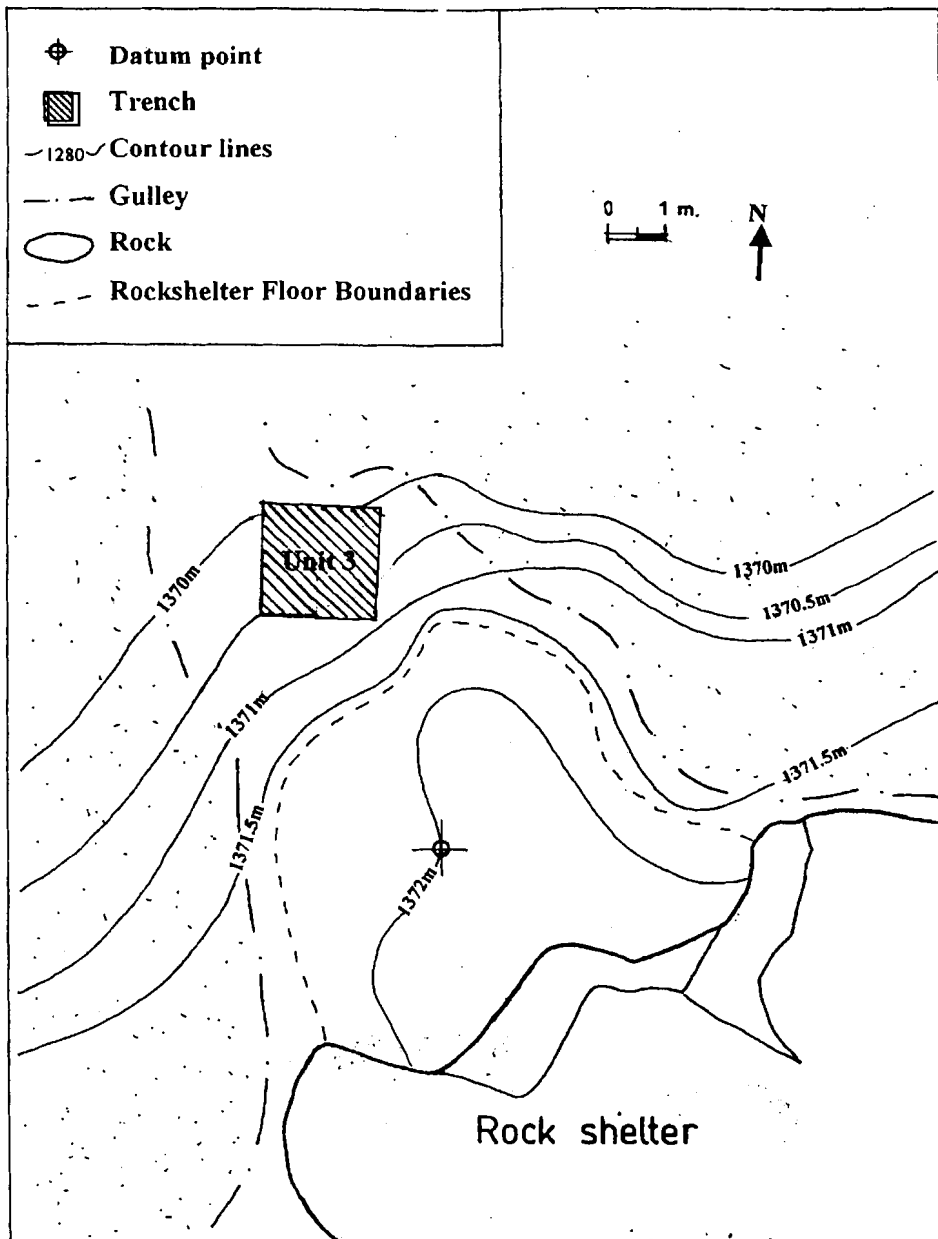 Datum point
Trench
1280 Contour lines
Gulley
Rock
Rockshelter Floor Boundaries
0 1 m.
N
Unit 3
1370m
1370m
1370.5m
1371m
1371m
1371.5m
1371.5m
1372m
Rock shelter